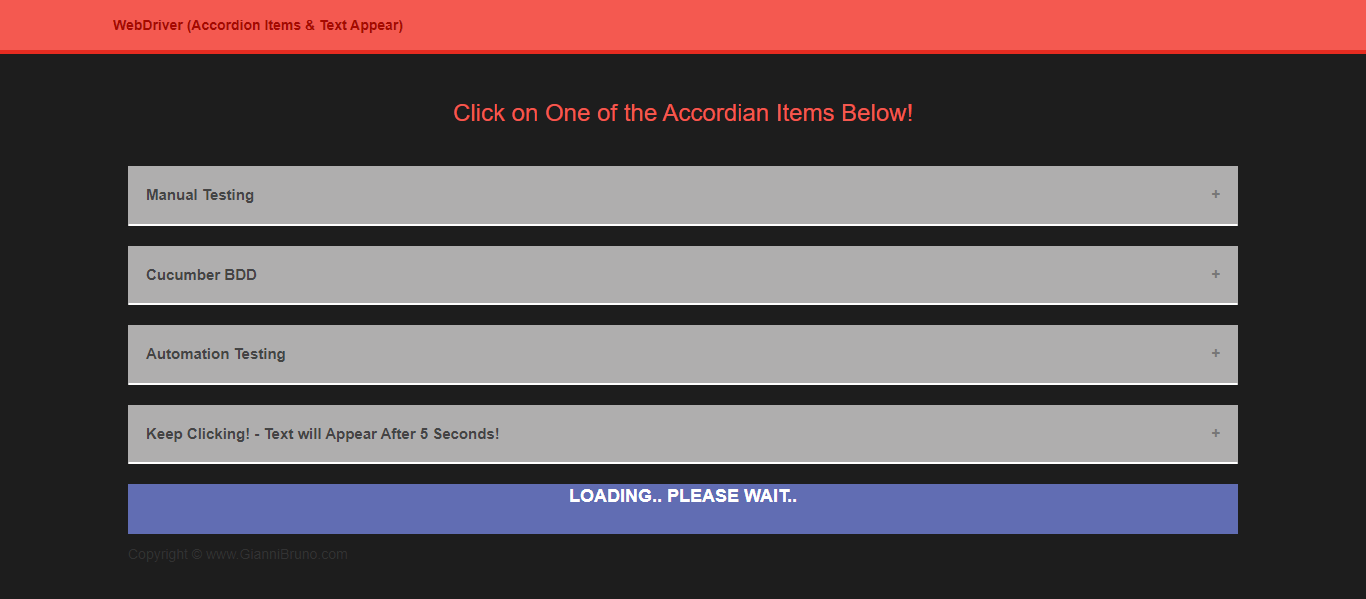 WebDriver (Accordion Items & Text Appear)
Click on One of the Accordian Items Below!
Manual Testing +
Cucumber BDD +
Automation Testing +
Keep Clicking! - Text will Appear After 5 Seconds! +
LOADING.. PLEASE WAIT..
Copyright © www.GianniBruno.com